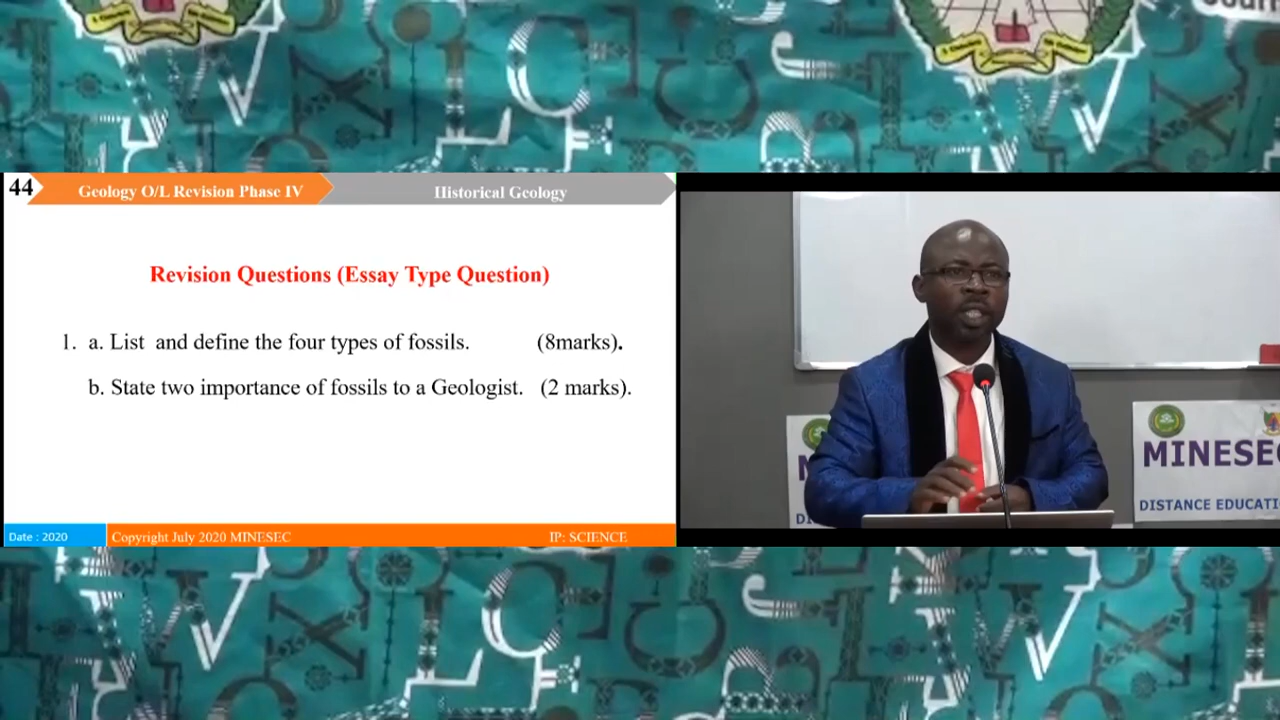 44
Geology O/L Revision Phase IV
Historical Geology
Revision Questions (Essay Type Question)
1. a. List and define the four types of fossils. (8marks).
b. State two importance of fossils to a Geologist. (2 marks).
Date : 2020
Copyright July 2020 MINESEC
IP: SCIENCE
MINESEC
DISTANCE EDUCATI